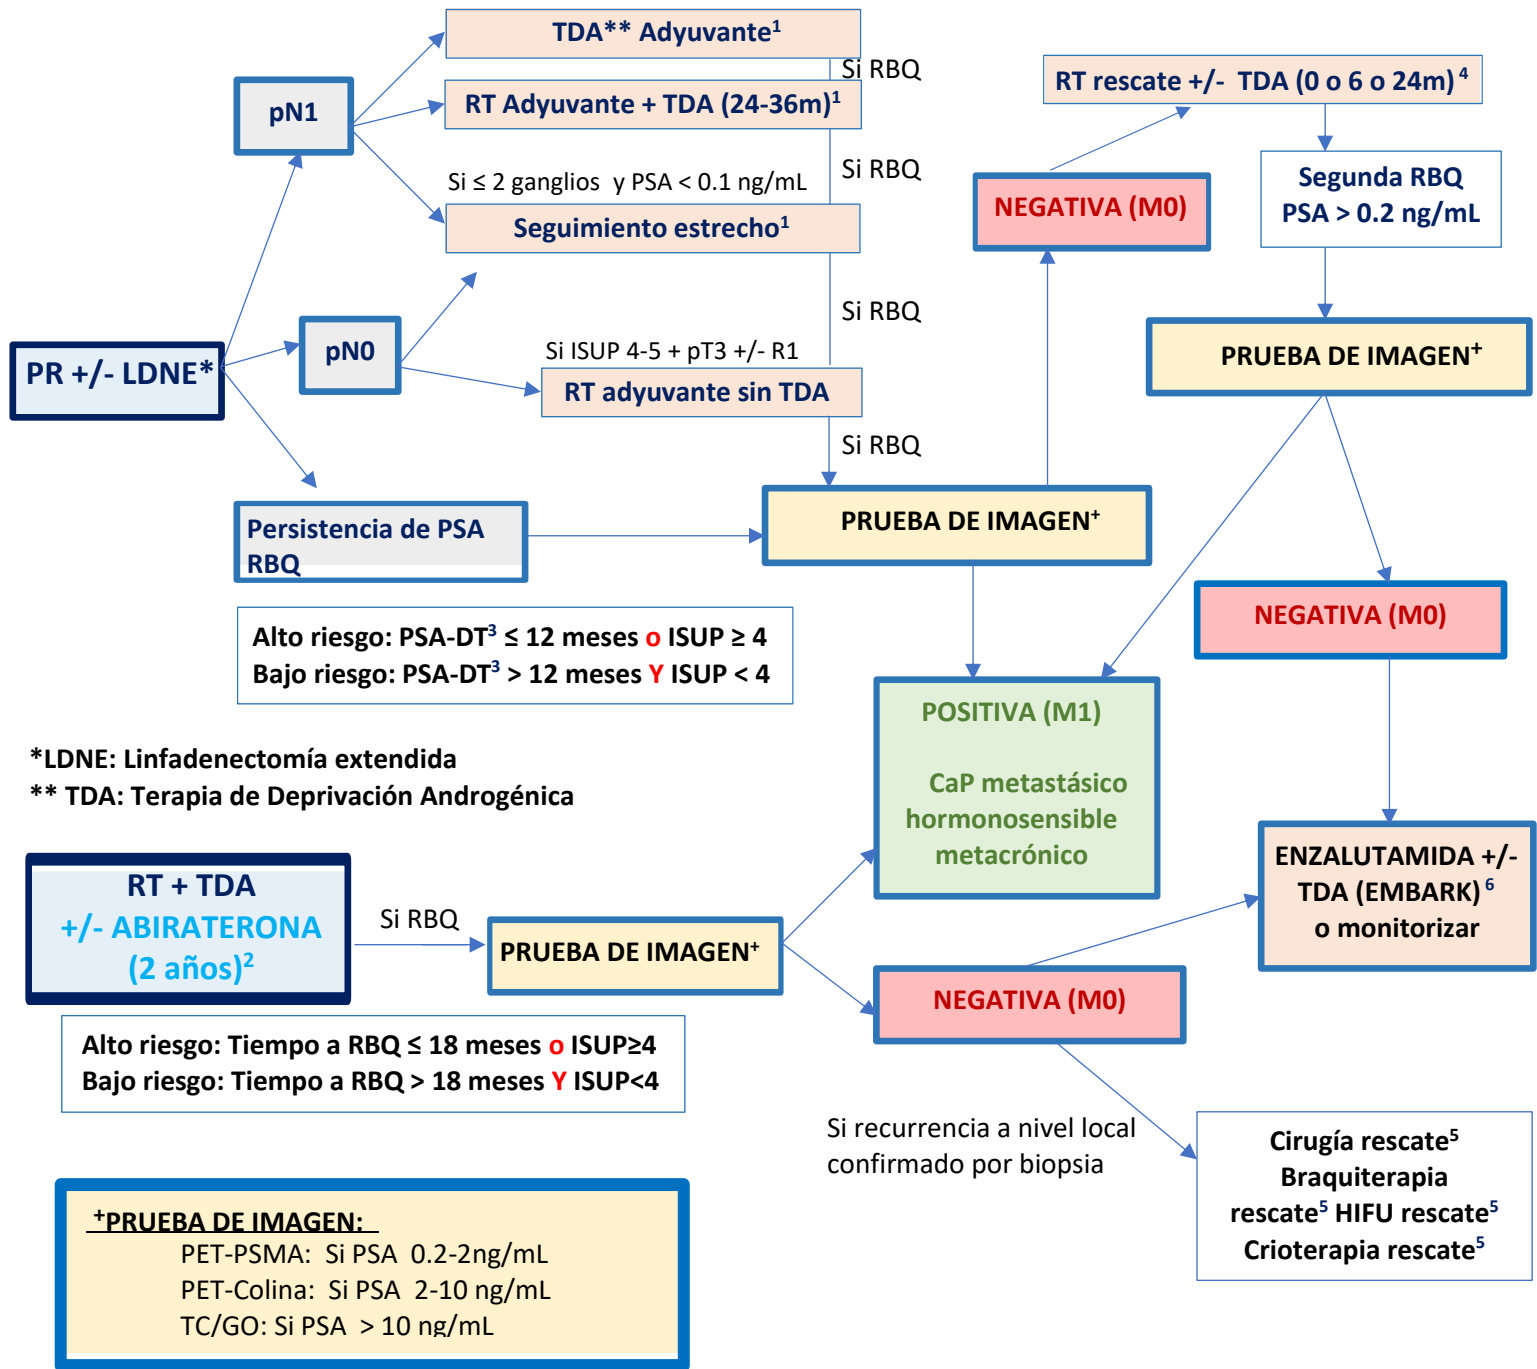 TDA** Adyuvante¹
Si RBQ
RT Adyuvante + TDA (24-36m)¹
pN1
Si RBQ
Si ≤ 2 ganglios y PSA < 0.1 ng/mL
Seguimiento estrecho¹
Si RBQ
pN0
Si ISUP 4-5 + pT3 +/- R1
RT adyuvante sin TDA
Si RBQ
PR +/- LDNE*
Persistencia de PSA
RBQ
PRUEBA DE IMAGEN⁺
NEGATIVA (M0)
RT rescate +/- TDA (0 o 6 o 24m) ⁴
Segunda RBQ
PSA > 0.2 ng/mL
PRUEBA DE IMAGEN⁺
NEGATIVA (M0)
Alto riesgo: PSA-DT³ ≤ 12 meses o ISUP ≥ 4
Bajo riesgo: PSA-DT³ > 12 meses Y ISUP < 4
POSITIVA (M1)
CaP metastásico
hormonosensible
metacrónico
*LDNE: Linfadenectomía extendida
** TDA: Terapia de Deprivación Androgénica
ENZALUTAMIDA +/-
TDA (EMBARK) ⁶
o monitorizar
RT + TDA
+/- ABIRATERONA
(2 años)²
Si RBQ
PRUEBA DE IMAGEN⁺
NEGATIVA (M0)
Alto riesgo: Tiempo a RBQ ≤ 18 meses o ISUP≥4
Bajo riesgo: Tiempo a RBQ > 18 meses Y ISUP<4
Si recurrencia a nivel local
confirmado por biopsia
Cirugía rescate⁵
Braquiterapia
rescate⁵ HIFU rescate⁵
Crioterapia rescate⁵
⁺PRUEBA DE IMAGEN:
PET-PSMA: Si PSA 0.2-2ng/mL
PET-Colina: Si PSA 2-10 ng/mL
TC/GO: Si PSA > 10 ng/mL